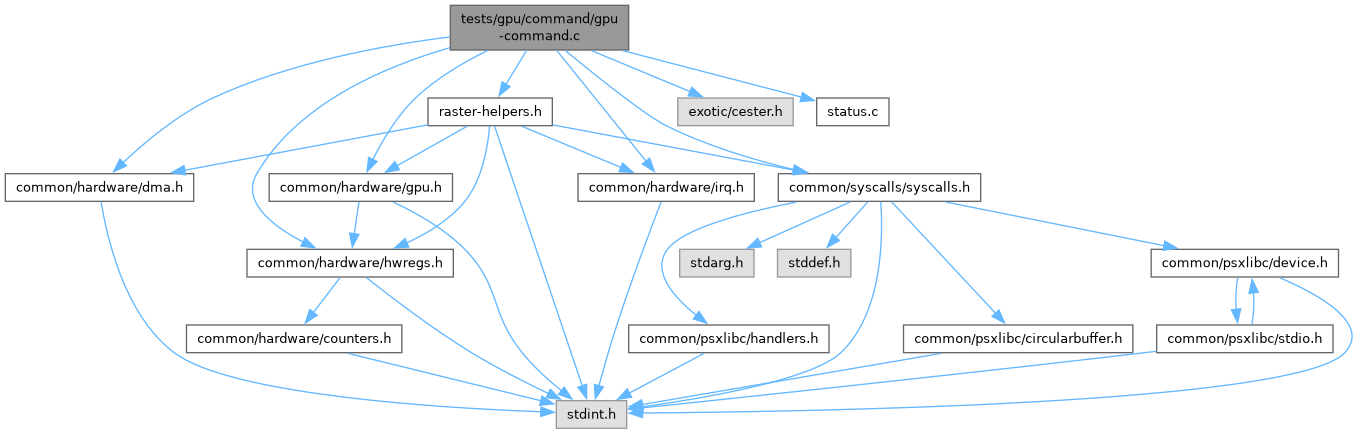 tests/gpu/command/gpu
-command.c
raster-helpers.h
exotic/cester.h
status.c
common/hardware/dma.h
common/hardware/gpu.h
common/hardware/irq.h
common/syscalls/syscalls.h
common/hardware/hwregs.h
stdarg.h
stddef.h
common/psxlibc/device.h
common/hardware/counters.h
common/psxlibc/handlers.h
common/psxlibc/circularbuffer.h
common/psxlibc/stdio.h
stdint.h